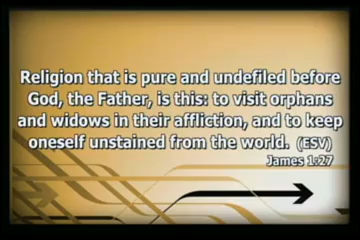 Religion that is pure and undefiled before
God, the Father, is this: to visit orphans
and widows in their affliction, and to keep
oneself unstained from the world. (ESV)
James 1:27